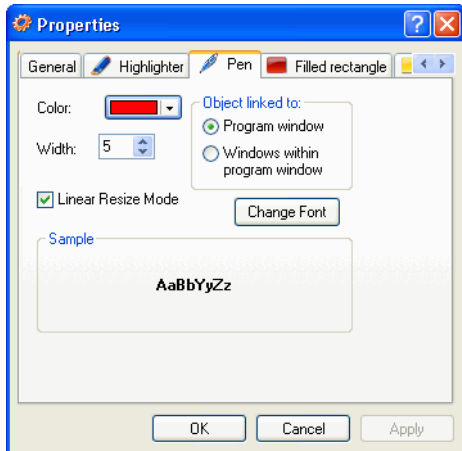 Properties
General Highlighter Pen Filled rectangle
Color:
Object linked to:
Program window
Width: 5
Windows within
program window
Linear Resize Mode
Change Font
Sample
AaBbYyZz
OK Cancel Apply